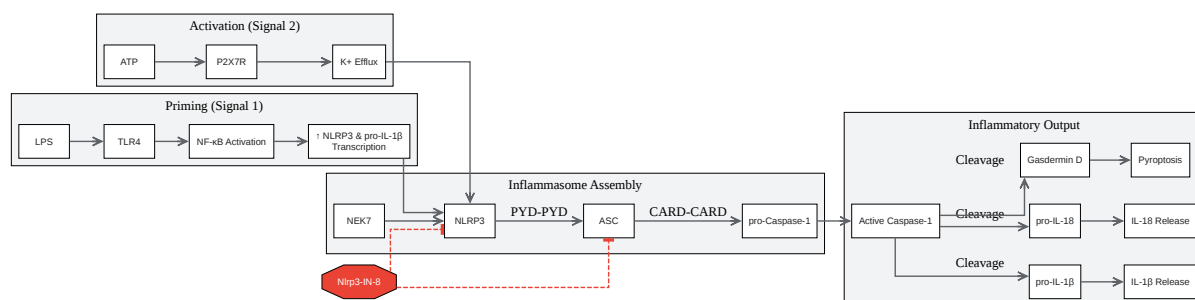 Activation (Signal 2)
ATP
P2X7R
K+ Efflux
Priming (Signal 1)
LPS
TLR4
NF-κB Activation
↑ NLRP3 & pro-IL-1β
Transcription
Inflammasome Assembly
NEK7
NLRP3
PYD-PYD
ASC
CARD-CARD
pro-Caspase-1
Nlrp3-IN-8
Inflammatory Output
Active Caspase-1
Cleavage
Gasdermin D
Pyroptosis
Cleavage
pro-IL-18
IL-18 Release
Cleavage
pro-IL-1β
IL-1β Release